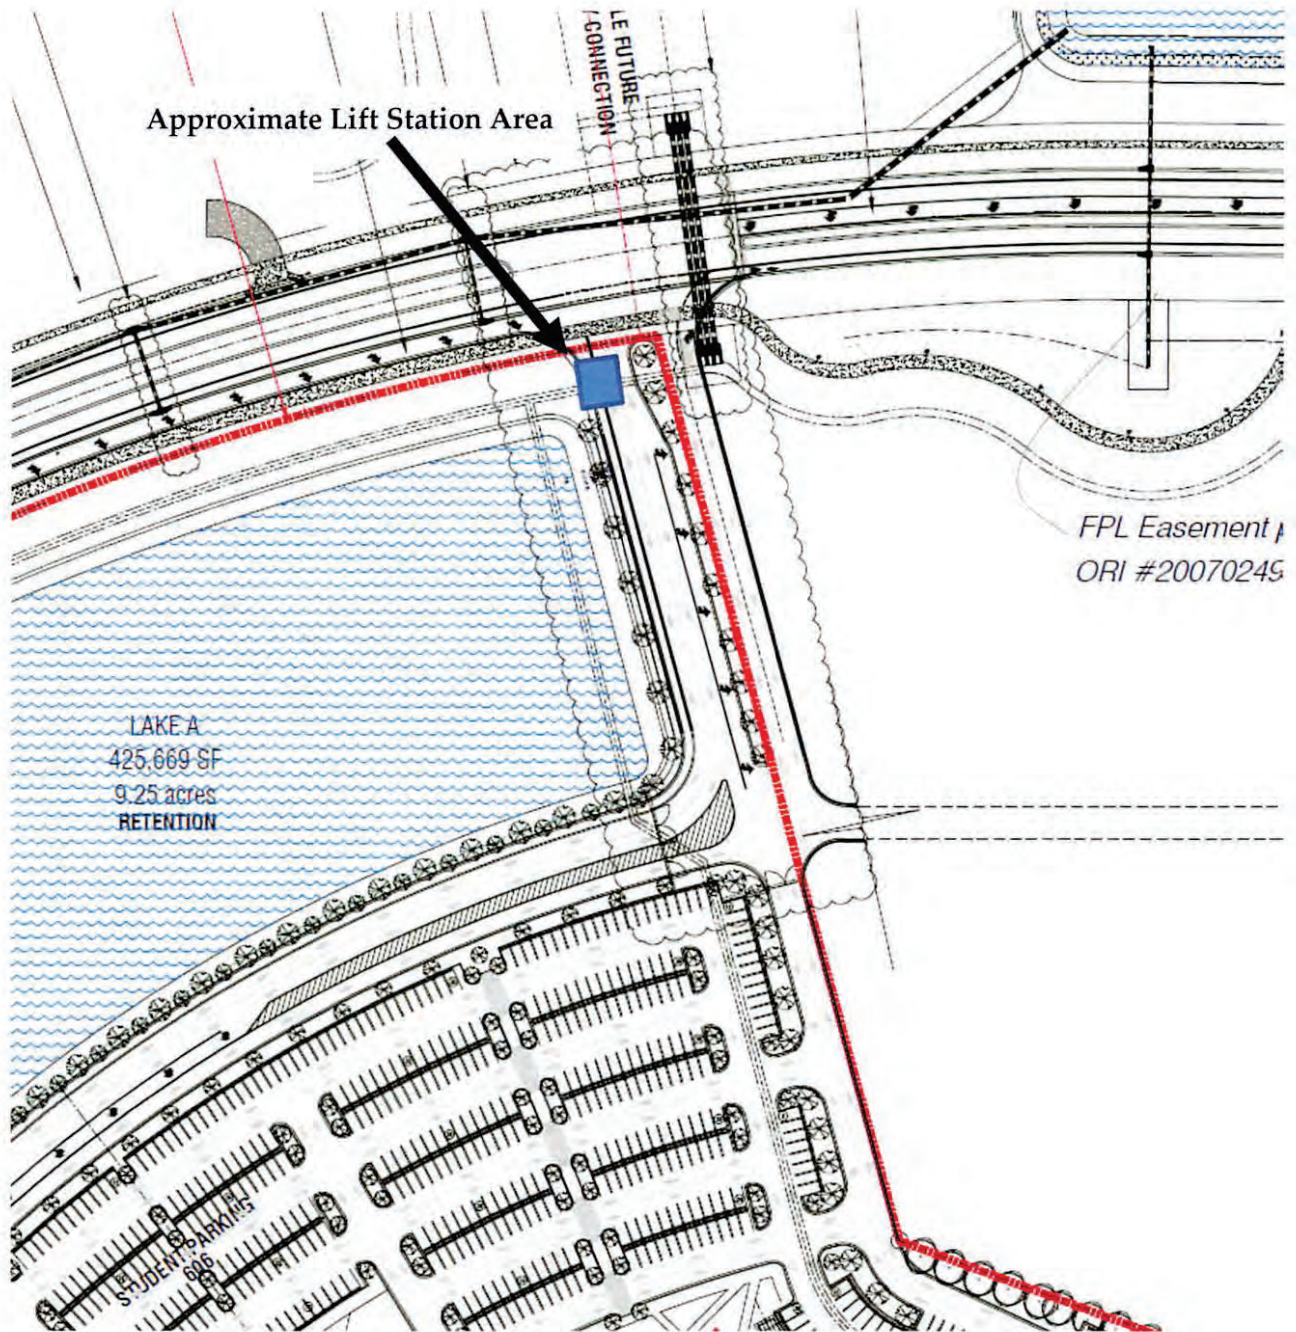 LE FUTURE
/ CONNECTION
Approximate Lift Station Area
FPL Easement
ORI #20070249
LAKE A
425,669 SF
9.25 acres
RETENTION
STUDENT PARKING
606